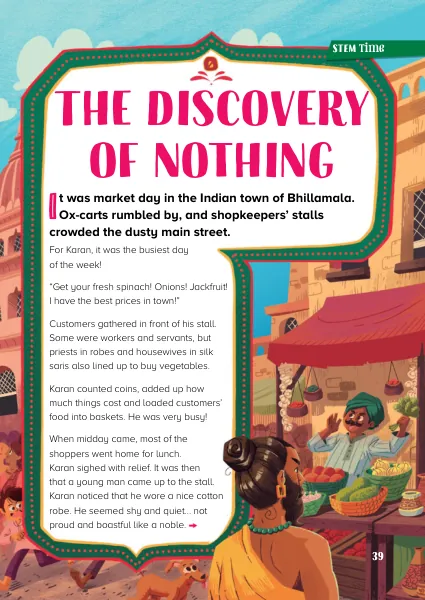 STEM Time
THE DISCOVERY
OF NOTHING
It was market day in the Indian town of Bhillamala.
Ox-carts rumbled by, and shopkeepers’ stalls
crowded the dusty main street.
For Karan, it was the busiest day
of the week!
“Get your fresh spinach! Onions! Jackfruit!
I have the best prices in town!”
Customers gathered in front of his stall.
Some were workers and servants, but
priests in robes and housewives in silk
saris also lined up to buy vegetables.
Karan counted coins, added up how
much things cost and loaded customers’
food into baskets. He was very busy!
When midday came, most of the
shoppers went home for lunch.
Karan sighed with relief. It was then
that a young man came up to the stall.
Karan noticed that he wore a nice cotton
robe. He seemed shy and quiet... not
proud and boastful like a noble.
39